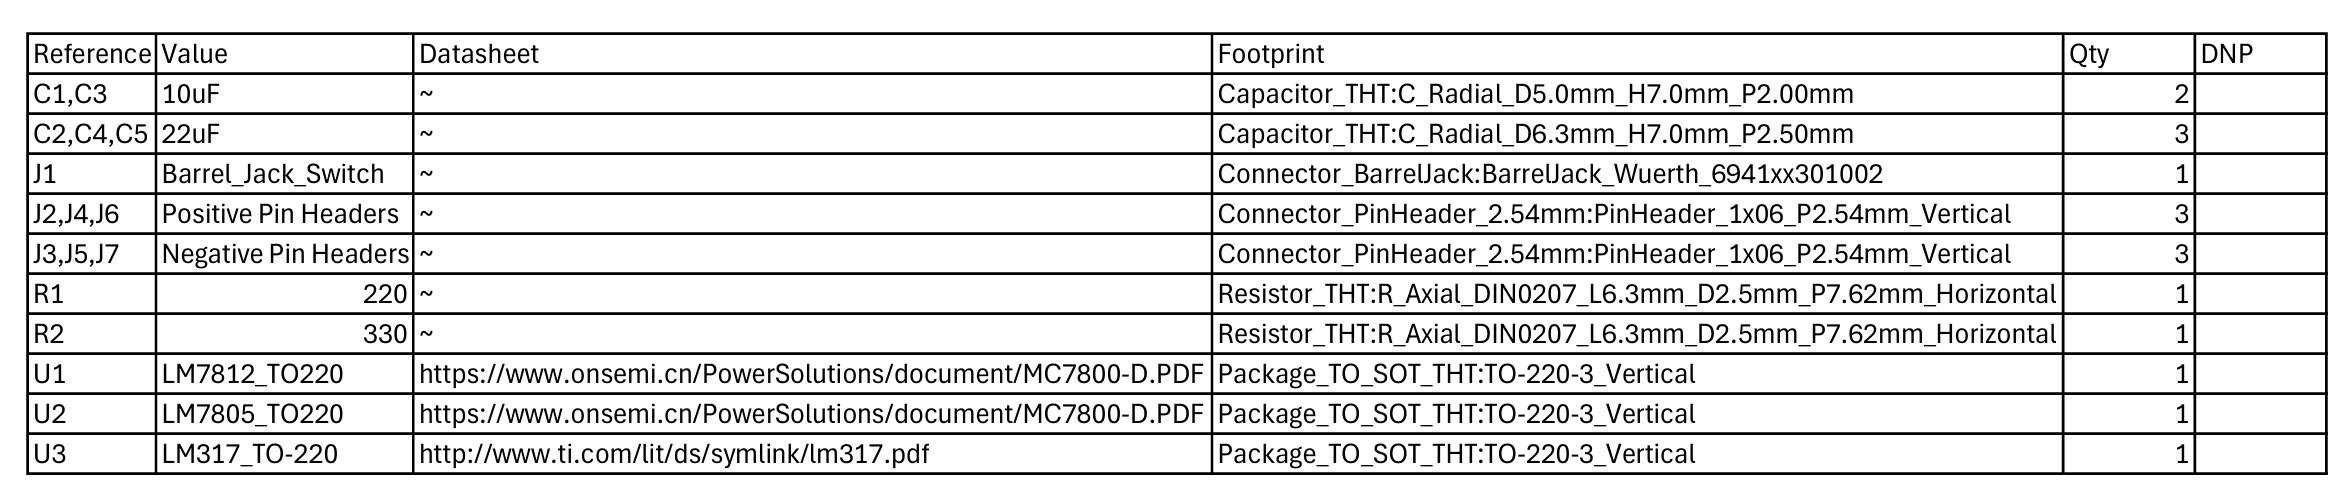 Reference Value Datasheet Footprint Qty DNP
C1,C3 10uF ~ Capacitor_THT:C_Radial_D5.0mm_H7.0mm_P2.00mm 2
C2,C4,C5 22uF ~ Capacitor_THT:C_Radial_D6.3mm_H7.0mm_P2.50mm 3
J1 Barrel_Jack_Switch ~ Connector_BarrelJack:BarrelJack_Wuerth_6941xx301002 1
J2,J4,J6 Positive Pin Headers ~ Connector_PinHeader_2.54mm:PinHeader_1x06_P2.54mm_Vertical 3
J3,J5,J7 Negative Pin Headers ~ Connector_PinHeader_2.54mm:PinHeader_1x06_P2.54mm_Vertical 3
R1 220 ~ Resistor_THT:R_Axial_DIN0207_L6.3mm_D2.5mm_P7.62mm_Horizontal 1
R2 330 ~ Resistor_THT:R_Axial_DIN0207_L6.3mm_D2.5mm_P7.62mm_Horizontal 1
U1 LM7812_TO220 https://www.onsemi.cn/PowerSolutions/document/MC7800-D.PDF Package_TO_SOT_THT:TO-220-3_Vertical 1
U2 LM7805_TO220 https://www.onsemi.cn/PowerSolutions/document/MC7800-D.PDF Package_TO_SOT_THT:TO-220-3_Vertical 1
U3 LM317_TO-220 http://www.ti.com/lit/ds/symlink/lm317.pdf Package_TO_SOT_THT:TO-220-3_Vertical 1